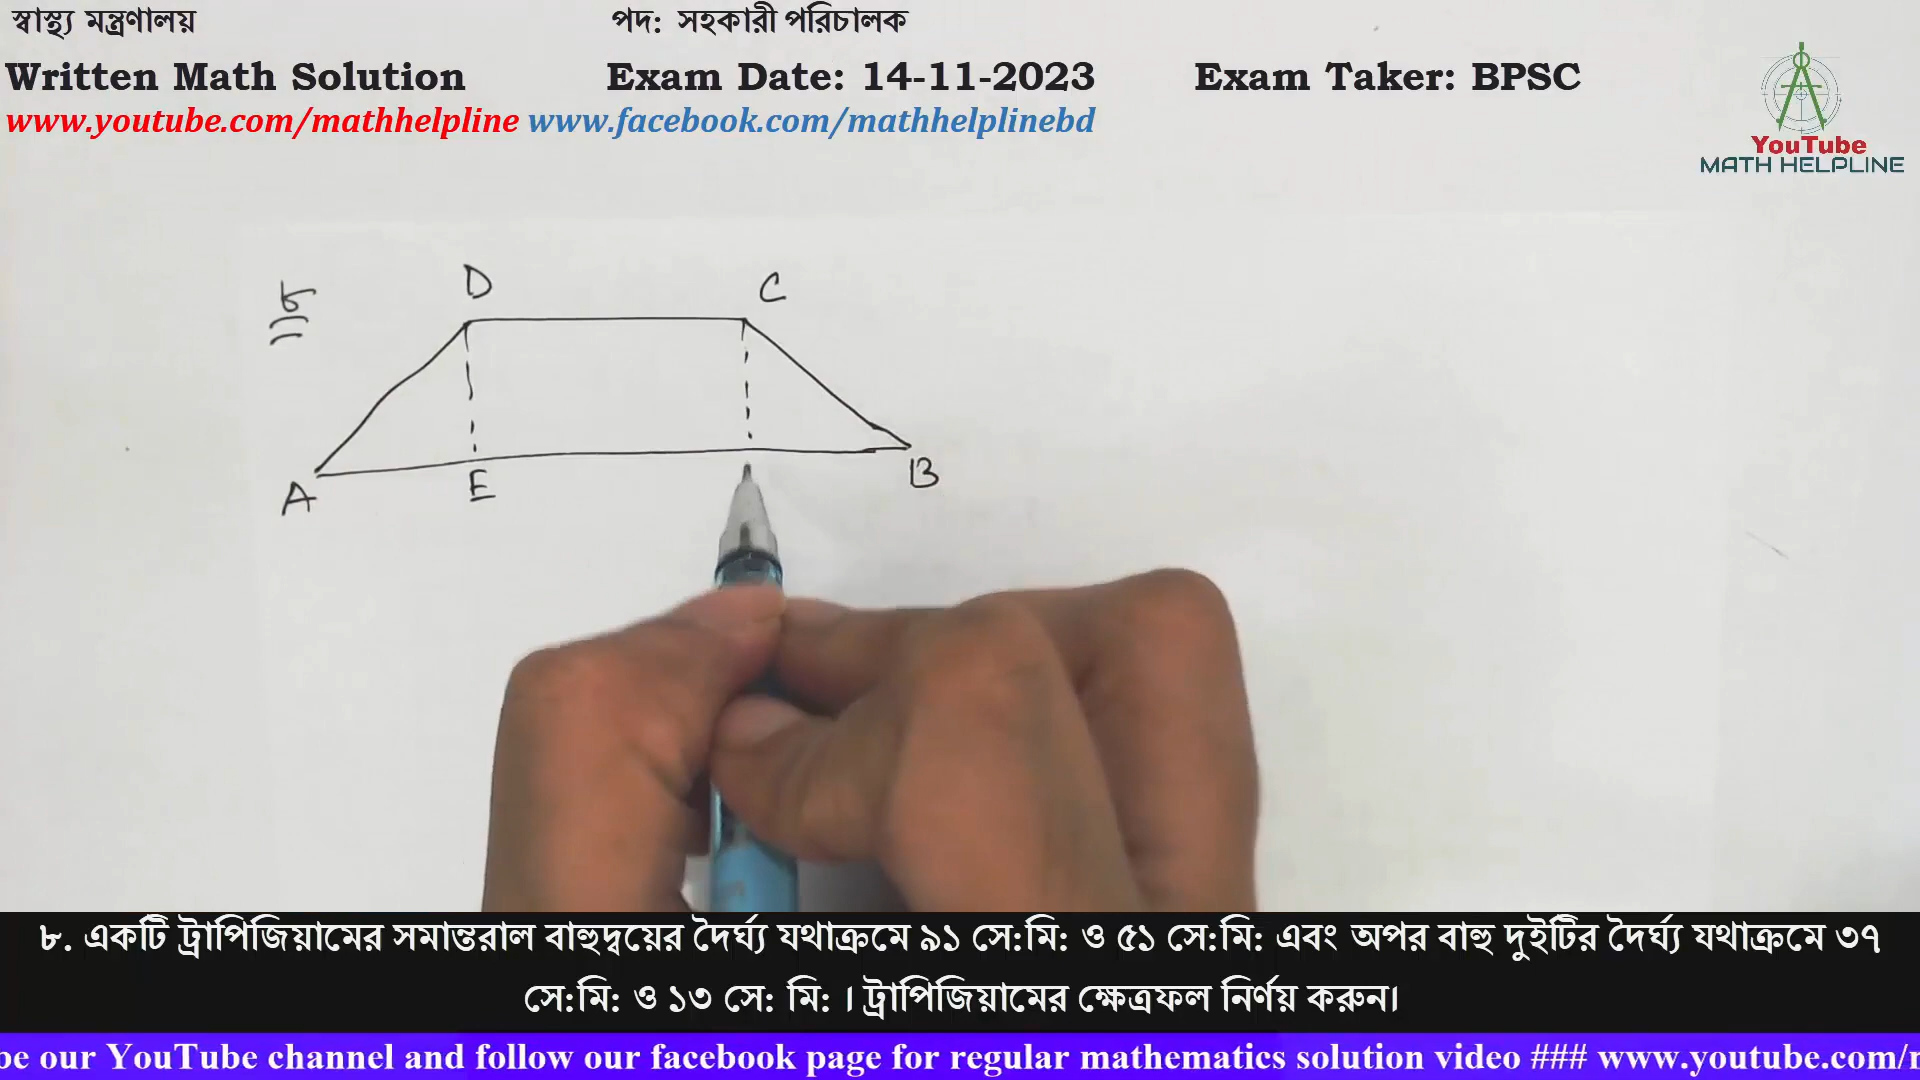 স্বাস্থ্য মন্ত্রণালয় পদ: সহকারী পরিচালক
Written Math Solution Exam Date: 14-11-2023 Exam Taker: BPSC
www.youtube.com/mathhelpline www.facebook.com/mathhelplinebd
YouTube
MATH HELPLINE
৮
D C
A E B
৮. একটি ট্রাপিজিয়ামের সমান্তরাল বাহুদ্বয়ের দৈর্ঘ্য যথাক্রমে ৯১ সে:মি: ও ৫১ সে:মি: এবং অপর বাহু দুইটির দৈর্ঘ্য যথাক্রমে ৩৭
সে:মি: ও ১৩ সে: মি: । ট্রাপিজিয়ামের ক্ষেত্রফল নির্ণয় করুন।
be our YouTube channel and follow our facebook page for regular mathematics solution video ### www.youtube.com/